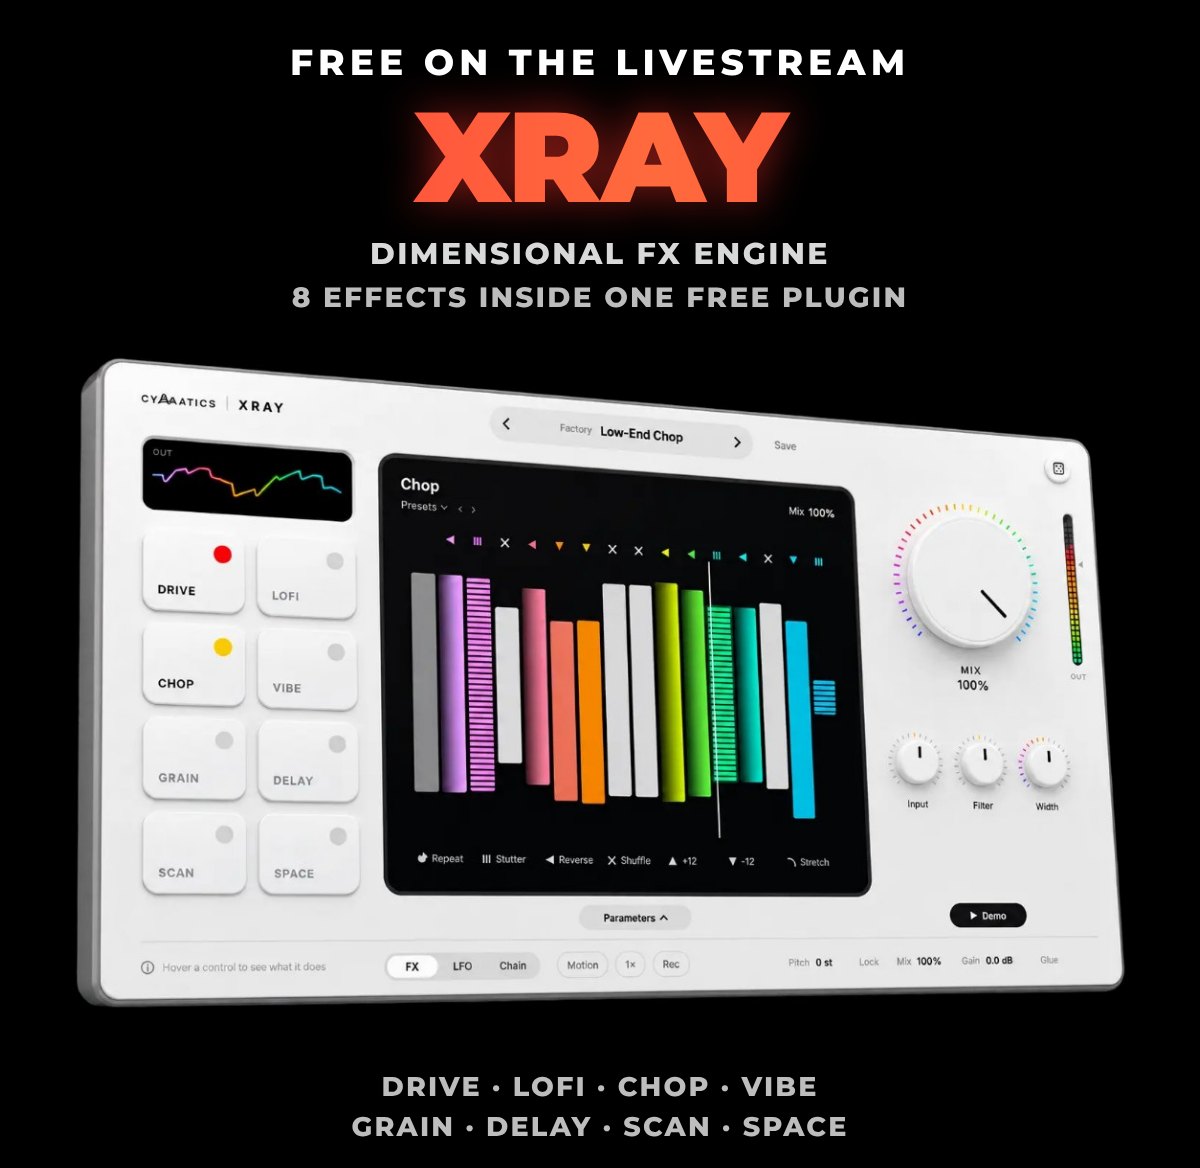 FREE ON THE LIVESTREAM
XRAY
DIMENSIONAL FX ENGINE
8 EFFECTS INSIDE ONE FREE PLUGIN
CYMATICS | XRAY
Factory Low-End Chop
Save
OUT
DRIVE
LOFI
CHOP
VIBE
GRAIN
DELAY
SCAN
SPACE
Chop
Presets
Mix 100%
Repeat Stutter Reverse Shuffle +12 -12 Stretch
Parameters
MIX
100%
OUT
Input Filter Width
Demo
Hover a control to see what it does
FX LFO Chain
Motion 1× Rec
Pitch 0 st Lock Mix 100% Gain 0.0 dB Glue
DRIVE · LOFI · CHOP · VIBE
GRAIN · DELAY · SCAN · SPACE